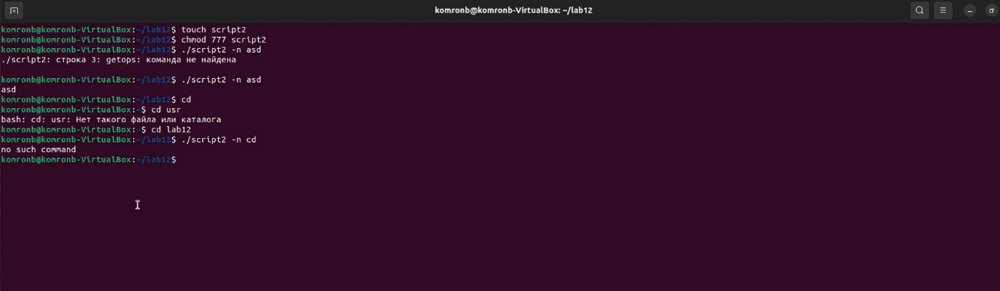 komronb@komronb-VirtualBox: ~/lab12
komronb@komronb-VirtualBox:~/lab12$ touch script2
komronb@komronb-VirtualBox:~/lab12$ chmod 777 script2
komronb@komronb-VirtualBox:~/lab12$ ./script2 -n asd
./script2: строка 3: getops: команда не найдена
komronb@komronb-VirtualBox:~/lab12$ ./script2 -n asd
asd
komronb@komronb-VirtualBox:~/lab12$ cd
komronb@komronb-VirtualBox:~$ cd usr
bash: cd: usr: Нет такого файла или каталога
komronb@komronb-VirtualBox:~$ cd lab12
komronb@komronb-VirtualBox:~/lab12$ ./script2 -n cd
no such command
komronb@komronb-VirtualBox:~/lab12$